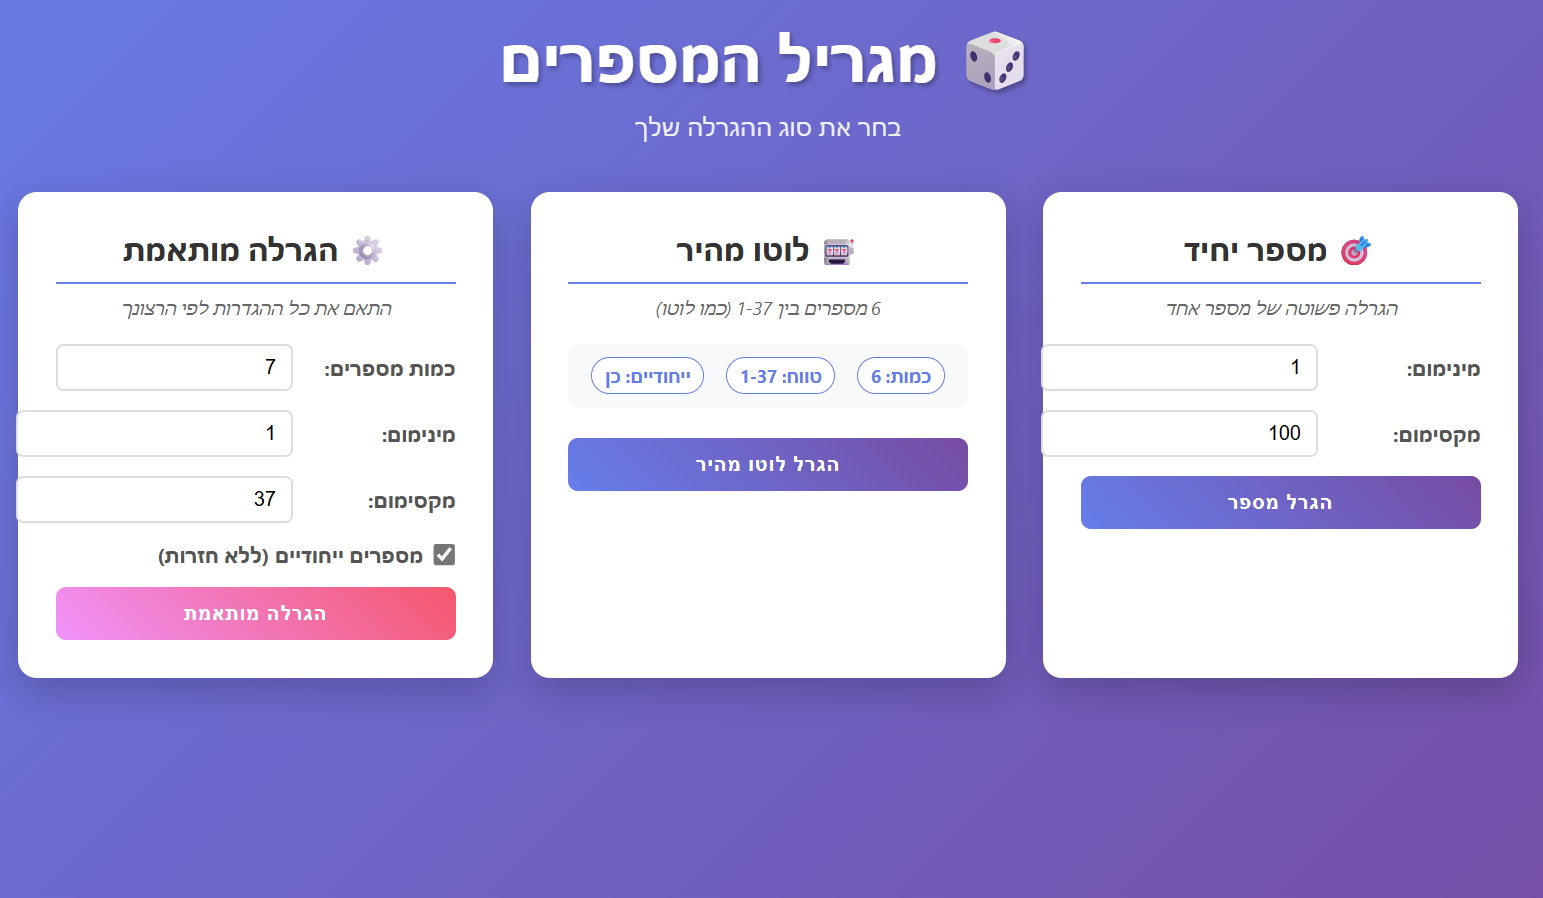 מגריל המספרים
בחר את סוג ההגרלה שלך
מספר יחיד
הגרלה פשוטה של מספר אחד
מינימום:
1
מקסימום:
100
הגרל מספר
לוטו מהיר
6 מספרים בין 1-37 (כמו לוטו)
כמות: 6
טווח: 1-37
ייחודיים: כן
הגרל לוטו מהיר
הגרלה מותאמת
התאם את כל ההגדרות לפי הרצונך
כמות מספרים:
7
מינימום:
1
מקסימום:
37
מספרים ייחודיים (ללא חזרות)
הגרלה מותאמת